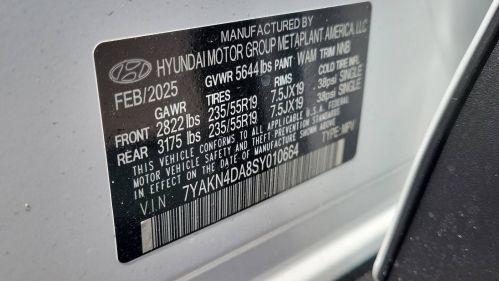 MANUFACTURED BY
HYUNDAI MOTOR GROUP METAPLANT AMERICA, LLC
FEB/2025 GVWR 5644 lbs PAINT WAM TRIM NNB
GAWR TIRES RIMS COLD TIRE INFL
FRONT 2822 lbs 235/55R19 7.5JX19 38psi SINGLE
REAR 3175 lbs 235/55R19 7.5JX19 38psi SINGLE
THIS VEHICLE CONFORMS TO ALL APPLICABLE U.S.A. FEDERAL
MOTOR VEHICLE SAFETY AND THEFT PREVENTION STANDARDS
IN EFFECT ON THE DATE OF MANUFACTURE SHOWN ABOVE.
V.I.N 7YAKN4DA8SY010664 TYPE: MPV